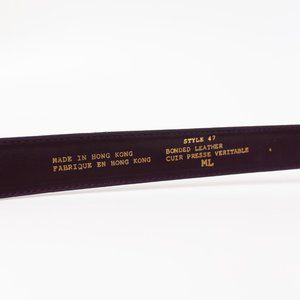 MADE IN HONG KONG
FABRIQUE EN HONG KONG
STYLE 47
BONDED LEATHER
CUIR PRESSE VERITABLE
ML